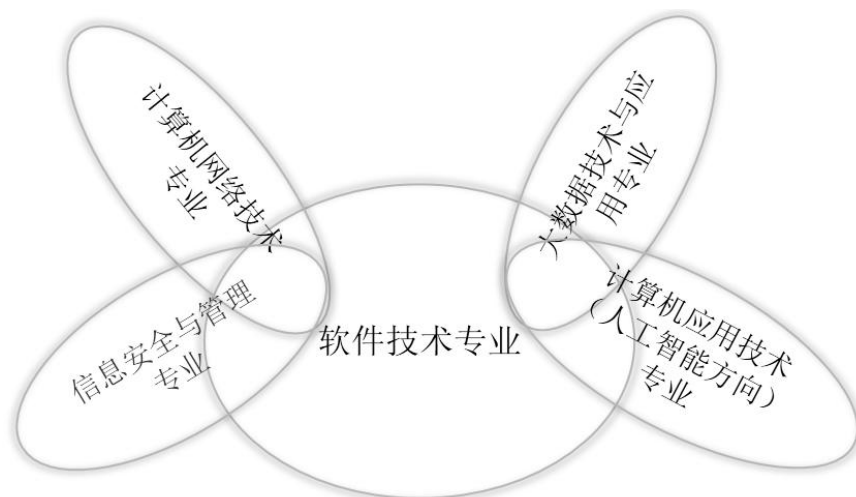 计算机网络技术
专业
大数据技术与应
用专业
信息安全与管理
专业
软件技术专业
计算机应用技术
（人工智能方向）
专业